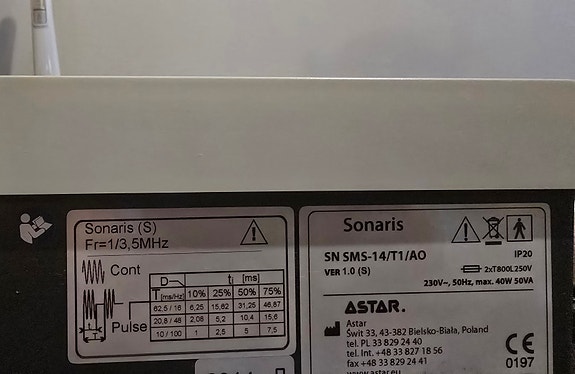 Sonaris (S)
Fr=1/3,5MHz
Cont
Pulse
D tᵢ [ms]
T [ms/Hz] 10% 25% 50% 75%
62,5 / 16 6,25 15,62 31,25 46,87
20,8 / 48 2,08 5,2 10,4 15,6
10 / 100 1 2,5 5 7,5
T
Sonaris
SN SMS-14/T1/AO
VER 1.0 (S)
IP20
2xT800L250V
230V~, 50Hz, max. 40W 50VA
ASTAR.
Astar
Świt 33, 43-382 Bielsko-Biała, Poland
tel. PL 33 829 24 40
tel. Int. +48 33 827 18 56
fax +48 33 829 24 41
www.astar.eu
CE
0197